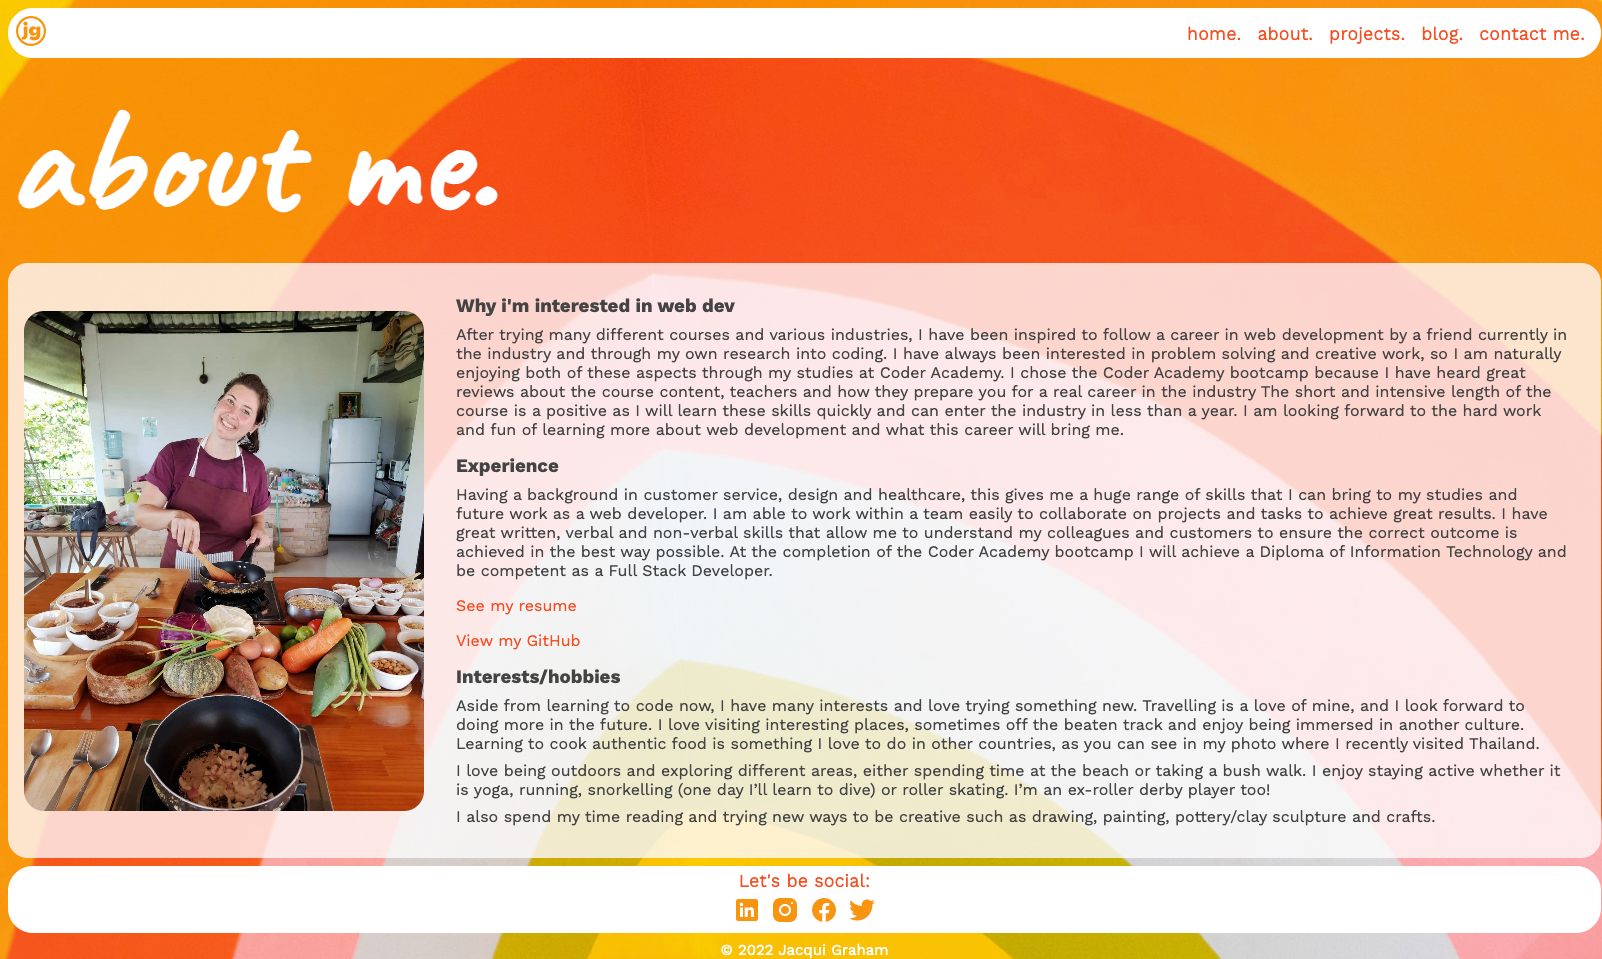 jg
home. about. projects. blog. contact me.
about me.
Why i'm interested in web dev
After trying many different courses and various industries, I have been inspired to follow a career in web development by a friend currently in
the industry and through my own research into coding. I have always been interested in problem solving and creative work, so I am naturally
enjoying both of these aspects through my studies at Coder Academy. I chose the Coder Academy bootcamp because I have heard great
reviews about the course content, teachers and how they prepare you for a real career in the industry The short and intensive length of the
course is a positive as I will learn these skills quickly and can enter the industry in less than a year. I am looking forward to the hard work
and fun of learning more about web development and what this career will bring me.
Experience
Having a background in customer service, design and healthcare, this gives me a huge range of skills that I can bring to my studies and
future work as a web developer. I am able to work within a team easily to collaborate on projects and tasks to achieve great results. I have
great written, verbal and non-verbal skills that allow me to understand my colleagues and customers to ensure the correct outcome is
achieved in the best way possible. At the completion of the Coder Academy bootcamp I will achieve a Diploma of Information Technology and
be competent as a Full Stack Developer.
See my resume
View my GitHub
Interests/hobbies
Aside from learning to code now, I have many interests and love trying something new. Travelling is a love of mine, and I look forward to
doing more in the future. I love visiting interesting places, sometimes off the beaten track and enjoy being immersed in another culture.
Learning to cook authentic food is something I love to do in other countries, as you can see in my photo where I recently visited Thailand.
I love being outdoors and exploring different areas, either spending time at the beach or taking a bush walk. I enjoy staying active whether it
is yoga, running, snorkelling (one day I’ll learn to dive) or roller skating. I’m an ex-roller derby player too!
I also spend my time reading and trying new ways to be creative such as drawing, painting, pottery/clay sculpture and crafts.
Let's be social:
in
© 2022 Jacqui Graham